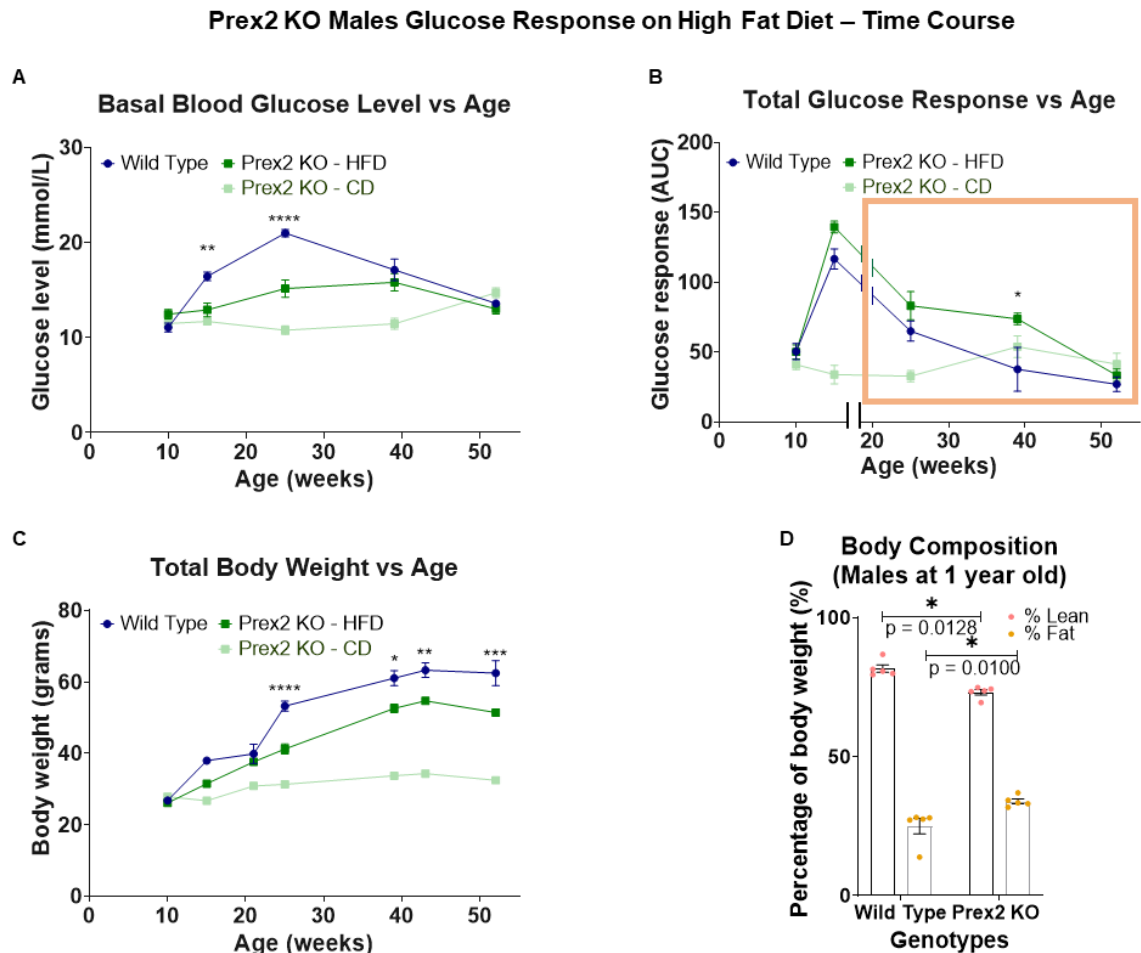 Prex2 KO Males Glucose Response on High Fat Diet – Time Course
A
Basal Blood Glucose Level vs Age
Wild Type
Prex2 KO - HFD
Prex2 KO - CD
**
****
Glucose level (mmol/L)
30
20
10
0
0 10 20 30 40 50
Age (weeks)
B
Total Glucose Response vs Age
Wild Type
Prex2 KO - HFD
Prex2 KO - CD
*
Glucose response (AUC)
200
150
100
50
0
0 10 20 30 40 50
Age (weeks)
C
Total Body Weight vs Age
Wild Type
Prex2 KO - HFD
Prex2 KO - CD
****
*
**
***
Body weight (grams)
80
60
40
20
0
0 10 20 30 40 50
Age (weeks)
D
Body Composition
(Males at 1 year old)
*
p = 0.0128
*
p = 0.0100
% Lean
% Fat
Percentage of body weight (%)
100
50
0
Wild Type Prex2 KO
Genotypes